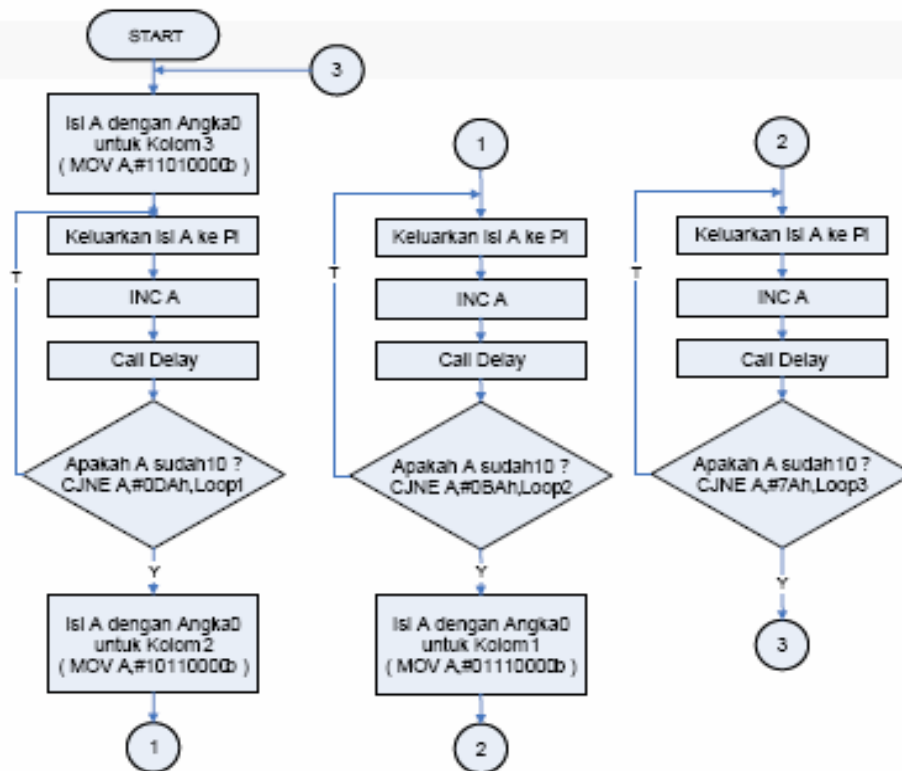 START
3
Isi A dengan Angka0
untuk Kolom 3
( MOV A,#11010000b )
Keluarkan Isi A ke P1
T
INC A
Call Delay
Apakah A sudah10 ?
CJNE A,#0DAh,Loop1
Y
Isi A dengan Angka0
untuk Kolom 2
( MOV A,#10110000b )
1
1
Keluarkan Isi A ke P1
T
INC A
Call Delay
Apakah A sudah10 ?
CJNE A,#0BAh,Loop2
Y
Isi A dengan Angka0
untuk Kolom 1
( MOV A,#01110000b )
2
2
Keluarkan Isi A ke P1
T
INC A
Call Delay
Apakah A sudah10 ?
CJNE A,#7Ah,Loop3
Y
3